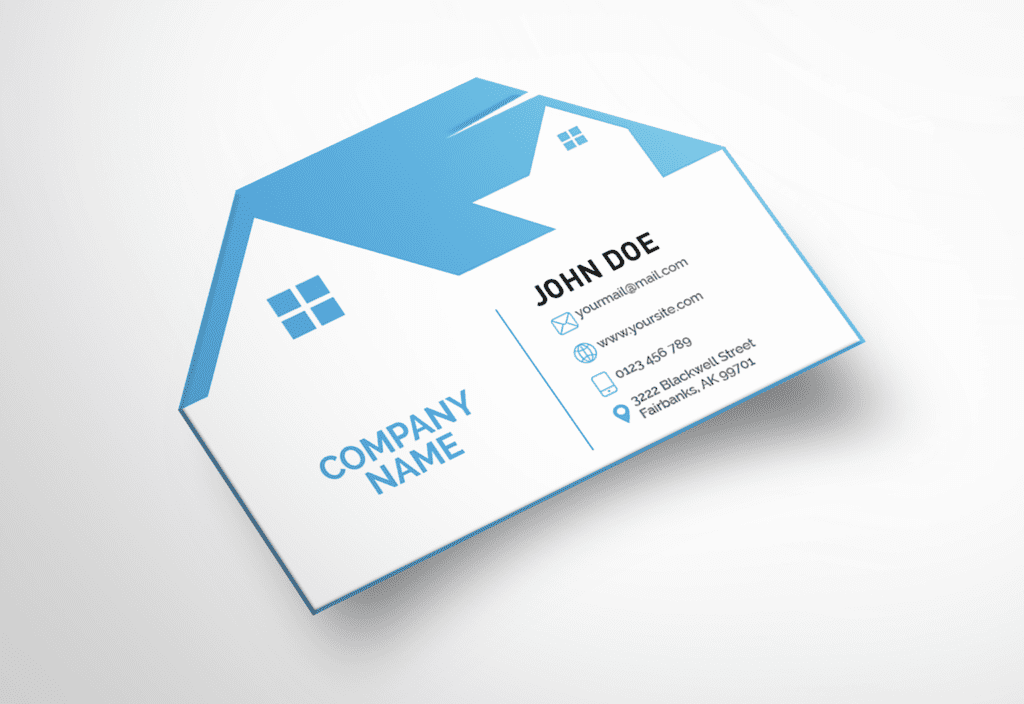 COMPANY
NAME
JOHN DOE
yourmail@mail.com
www.yoursite.com
0123 456 789
3222 Blackwell Street
Fairbanks, AK 99701